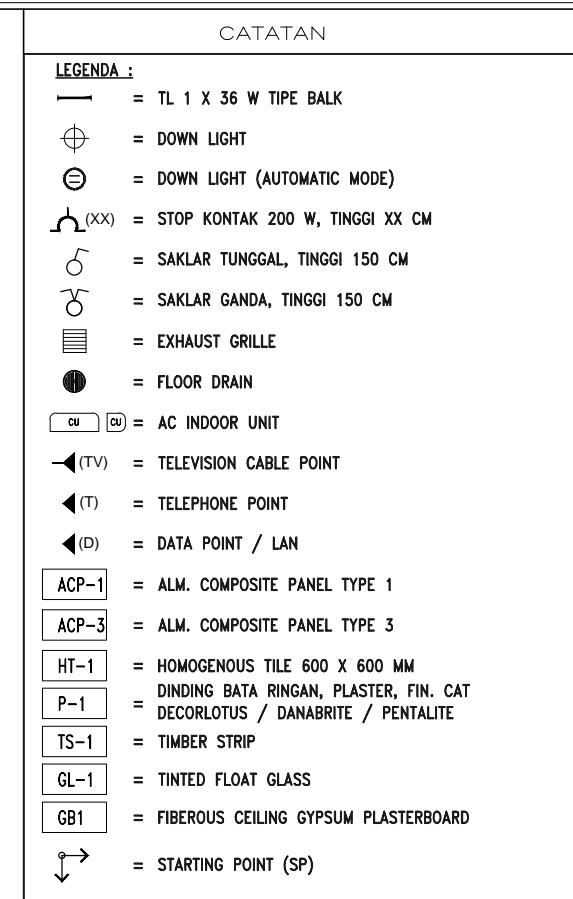 CATATAN
LEGENDA :
= TL 1 X 36 W TIPE BALK
= DOWN LIGHT
= DOWN LIGHT (AUTOMATIC MODE)
(XX) = STOP KONTAK 200 W, TINGGI XX CM
= SAKLAR TUNGGAL, TINGGI 150 CM
= SAKLAR GANDA, TINGGI 150 CM
= EXHAUST GRILLE
= FLOOR DRAIN
CU CU = AC INDOOR UNIT
(TV) = TELEVISION CABLE POINT
(T) = TELEPHONE POINT
(D) = DATA POINT / LAN
ACP-1 = ALM. COMPOSITE PANEL TYPE 1
ACP-3 = ALM. COMPOSITE PANEL TYPE 3
HT-1 = HOMOGENOUS TILE 600 X 600 MM
P-1 = DINDING BATA RINGAN, PLASTER, FIN. CAT
DECORLOTUS / DANABRITE / PENTALITE
TS-1 = TIMBER STRIP
GL-1 = TINTED FLOAT GLASS
GB1 = FIBEROUS CEILING GYPSUM PLASTERBOARD
= STARTING POINT (SP)